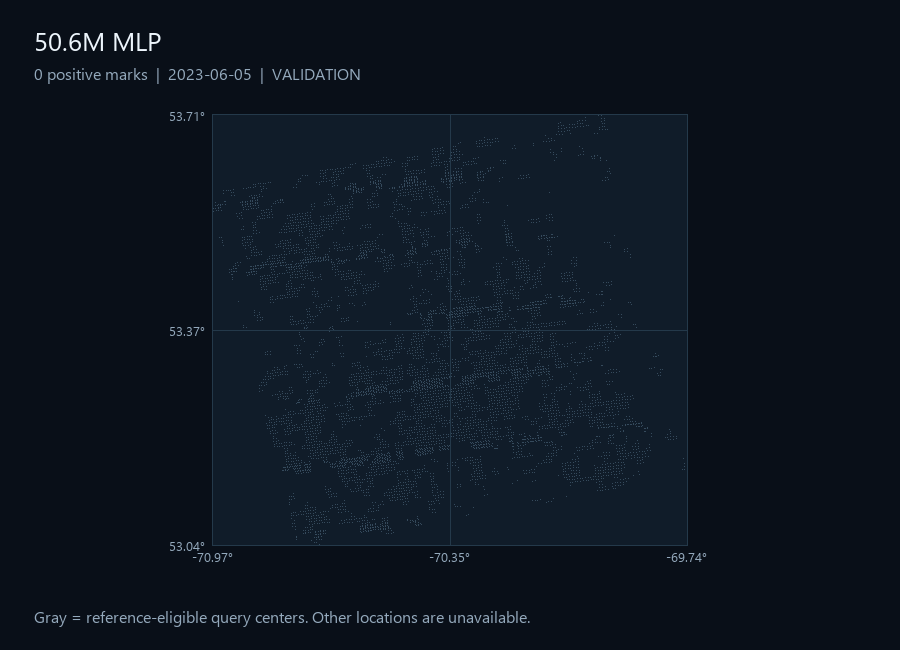 50.6M MLP
0 positive marks | 2023-06-05 | VALIDATION
53.71°
53.37°
53.04°
-70.97°
-70.35°
-69.74°
Gray = reference-eligible query centers. Other locations are unavailable.